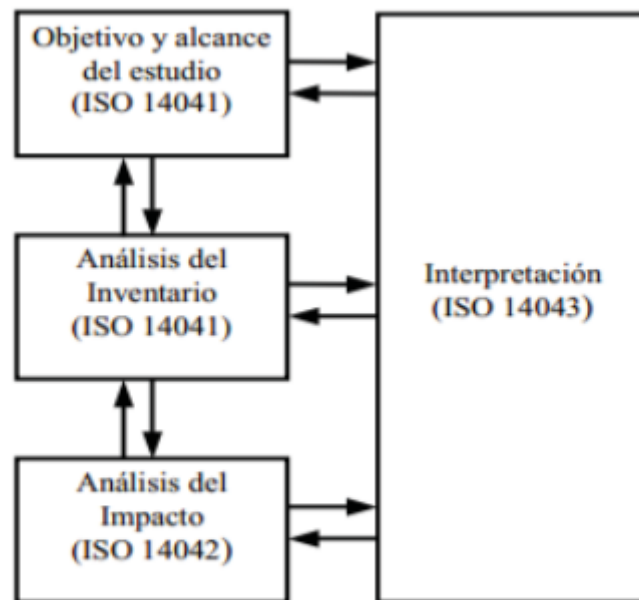 Objetivo y alcance
del estudio
(ISO 14041)
Análisis del
Inventario
(ISO 14041)
Interpretación
(ISO 14043)
Análisis del
Impacto
(ISO 14042)